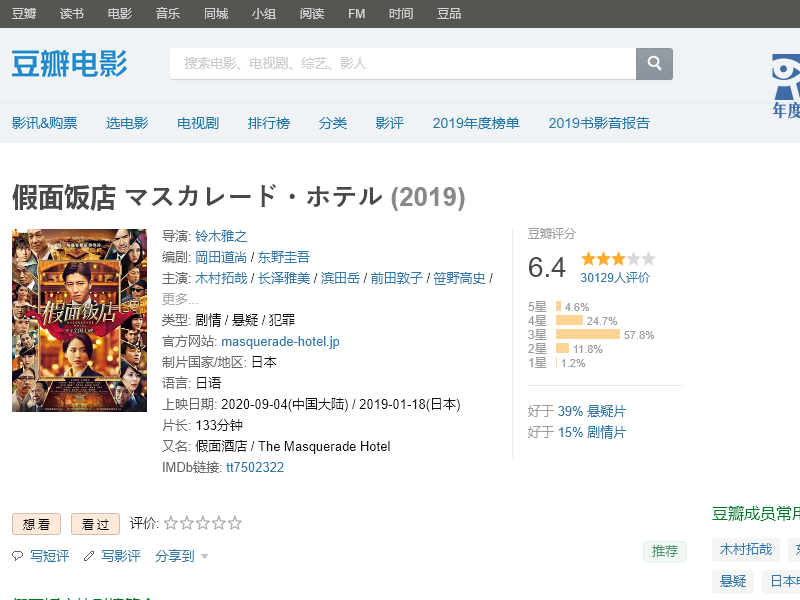 豆瓣 读书 电影 音乐 同城 小组 阅读 FM 时间 豆品
豆瓣电影
搜索电影、电视剧、综艺、影人
年度
影讯&购票 选电影 电视剧 排行榜 分类 影评 2019年度榜单 2019书影音报告
假面饭店 マスカレード・ホテル (2019)
假面饭店
导演: 铃木雅之
编剧: 冈田道尚 / 东野圭吾
主演: 木村拓哉 / 长泽雅美 / 滨田岳 / 前田敦子 / 笹野高史 /
更多...
类型: 剧情 / 悬疑 / 犯罪
官方网站: masquerade-hotel.jp
制片国家/地区: 日本
语言: 日语
上映日期: 2020-09-04(中国大陆) / 2019-01-18(日本)
片长: 133分钟
又名: 假面酒店 / The Masquerade Hotel
IMDb链接: tt7502322
豆瓣评分
6.4
30129人评价
5星 4.6%
4星 24.7%
3星 57.8%
2星 11.8%
1星 1.2%
好于 39% 悬疑片
好于 15% 剧情片
想看 看过 评价:
写短评 写影评 分享到
推荐
豆瓣成员常用
木村拓哉
悬疑 日本